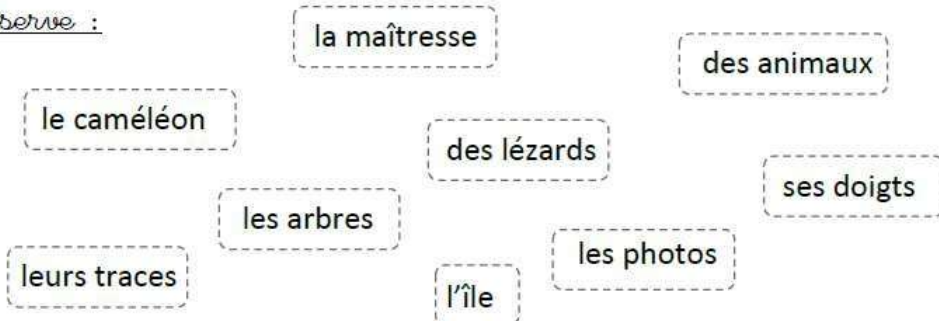 serve :
la maîtresse
des animaux
le caméléon
des lézards
ses doigts
les arbres
les photos
leurs traces
l'île